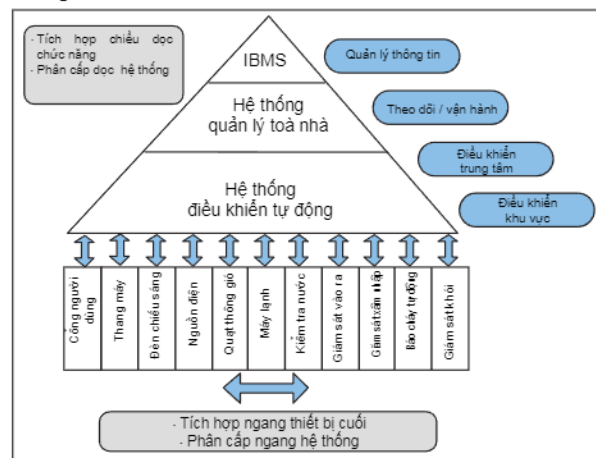 - Tích hợp chiều dọc
chức năng
- Phân cấp dọc hệ thống
IBMS
Quản lý thông tin
Hệ thống
quản lý toà nhà
Theo dõi / vận hành
Điều khiển
trung tâm
Hệ thống
điều khiển tự động
Điều khiển
khu vực
Cổng người
dùng
Thang máy
Đèn chiếu sáng
Nguồn điện
Quạt thông gió
Máy lạnh
Kiểm tra nước
Giám sát vào ra
Giám sát xâm nhập
Báo cháy tự động
Giám sát khói
- Tích hợp ngang thiết bị cuối
- Phân cấp ngang hệ thống